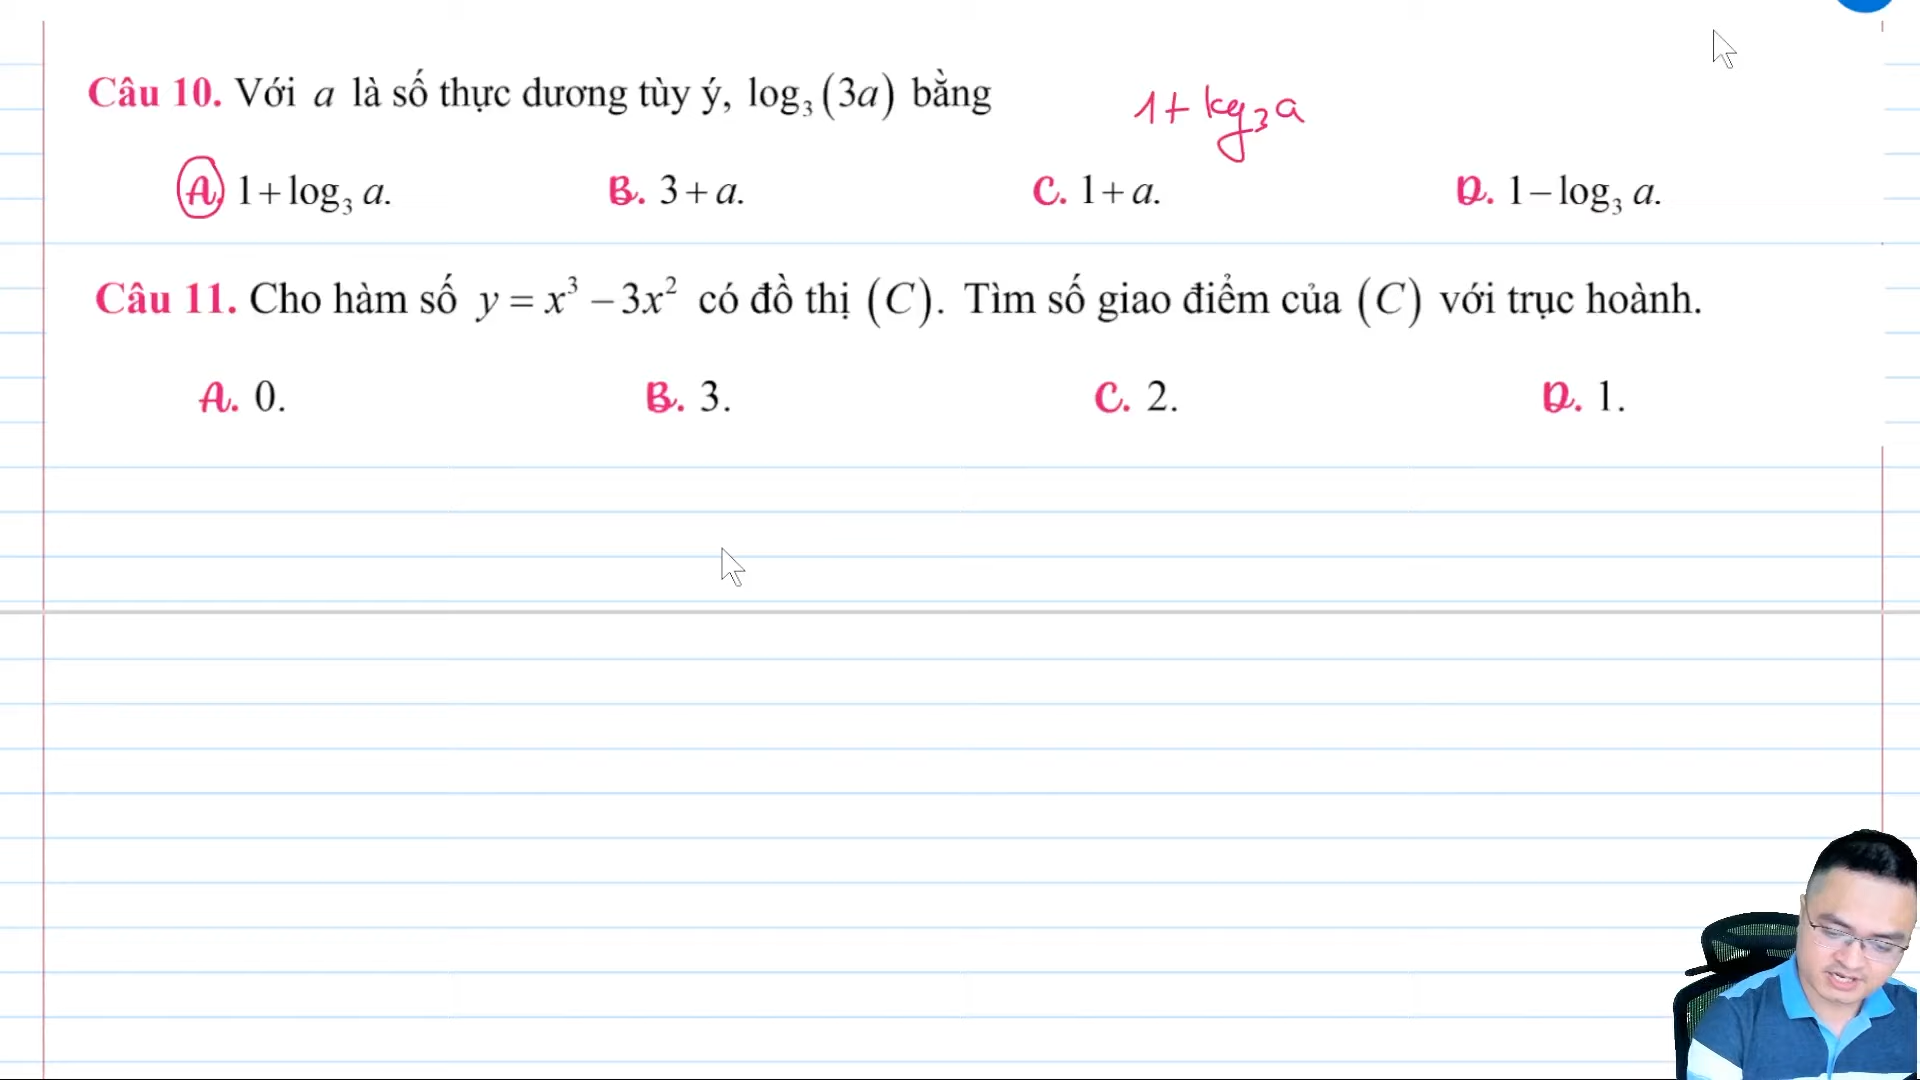 Câu 10. Với a là số thực dương tùy ý, log₃(3a) bằng
1+ log₃a
A. 1+log₃ a. B. 3+a. C. 1+a. D. 1−log₃ a.
Câu 11. Cho hàm số y = x³ − 3x² có đồ thị (C). Tìm số giao điểm của (C) với trục hoành.
A. 0. B. 3. C. 2. D. 1.